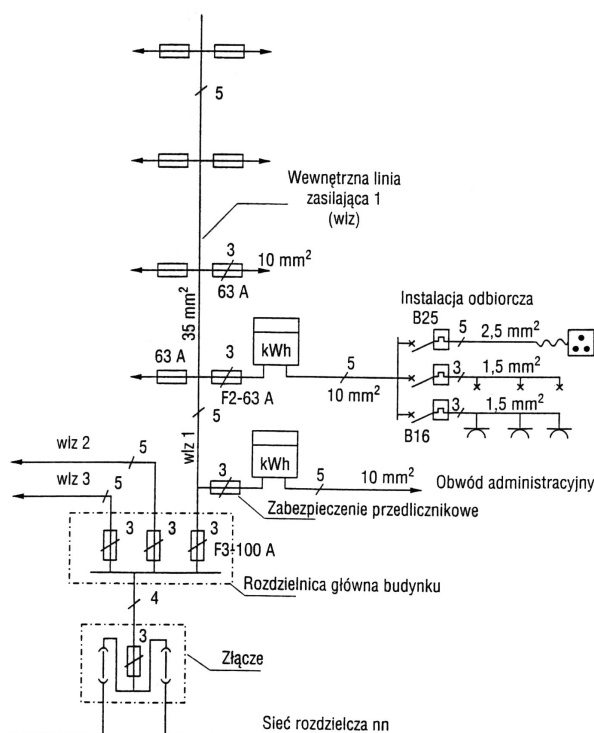 5
Wewnętrzna linia
zasilająca 1
(wlz)
3
10 mm²
63 A
35 mm²
Instalacja odbiorcza
B25
5
2,5 mm²
kWh
63 A
3
F2-63 A
5
10 mm²
3
1,5 mm²
3
1,5 mm²
B16
5
wlz 1
wlz 2
5
wlz 3
5
kWh
3
5
10 mm²
Obwód administracyjny
Zabezpieczenie przedlicznikowe
3
3
3
F3-100 A
Rozdzielnica główna budynku
4
3
Złącze
Sieć rozdzielcza nn